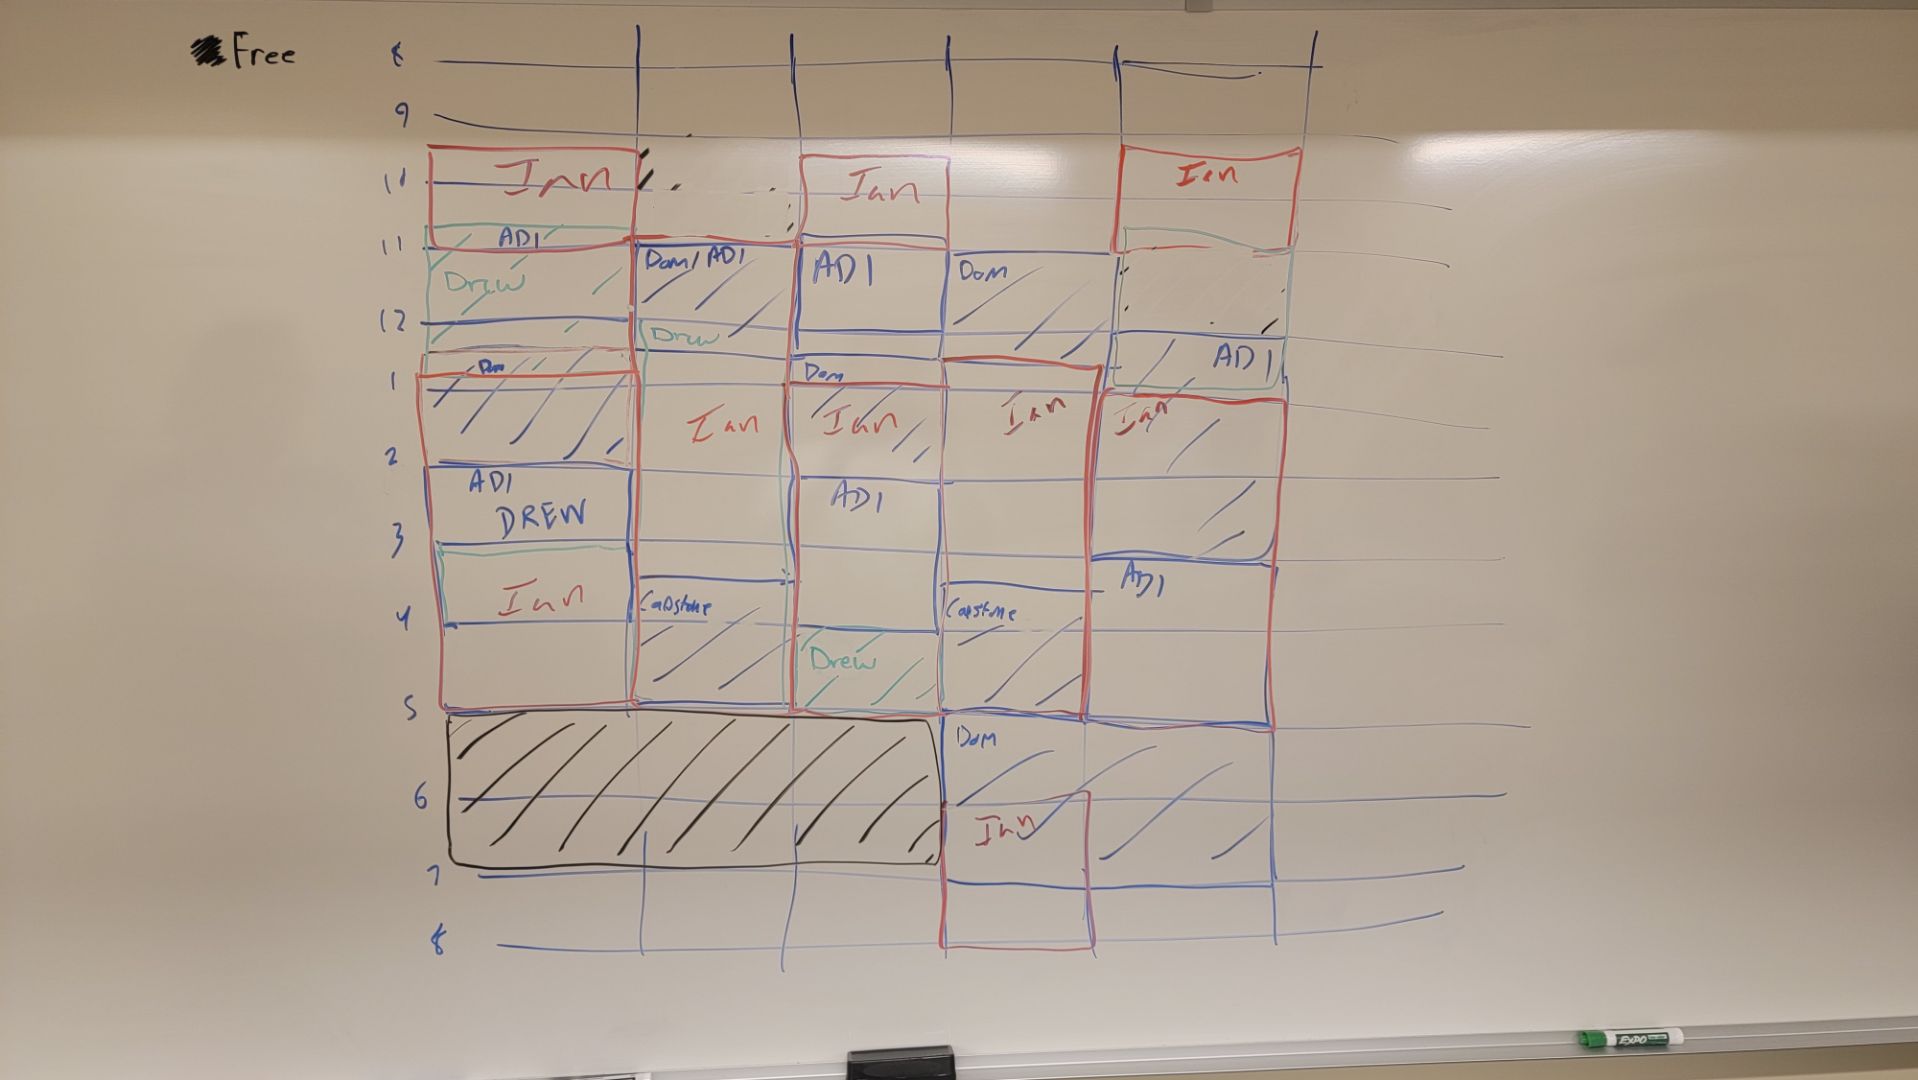 Free
8
9
10
Ian
Ian
Ian
11
ADI
Drew
Dom/ADI
ADI
Dom
12
Drew
ADI
1
Dom
Dom
Ian
Ian
Ian
Ian
2
ADI
DREW
ADI
3
Ian
Capstone
Capstone
ADI
4
Drew
5
Dom
6
Ian
7
8
EXPO